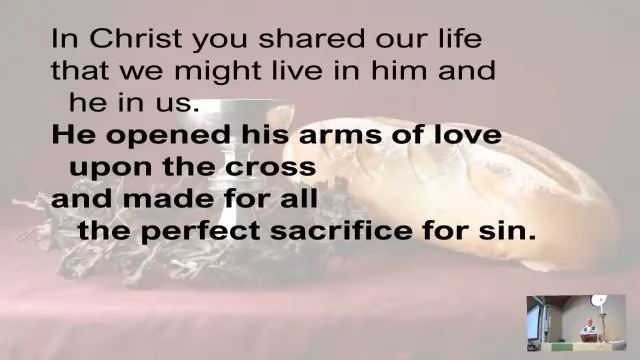 In Christ you shared our life
that we might live in him and
he in us.
He opened his arms of love
upon the cross
and made for all
the perfect sacrifice for sin.